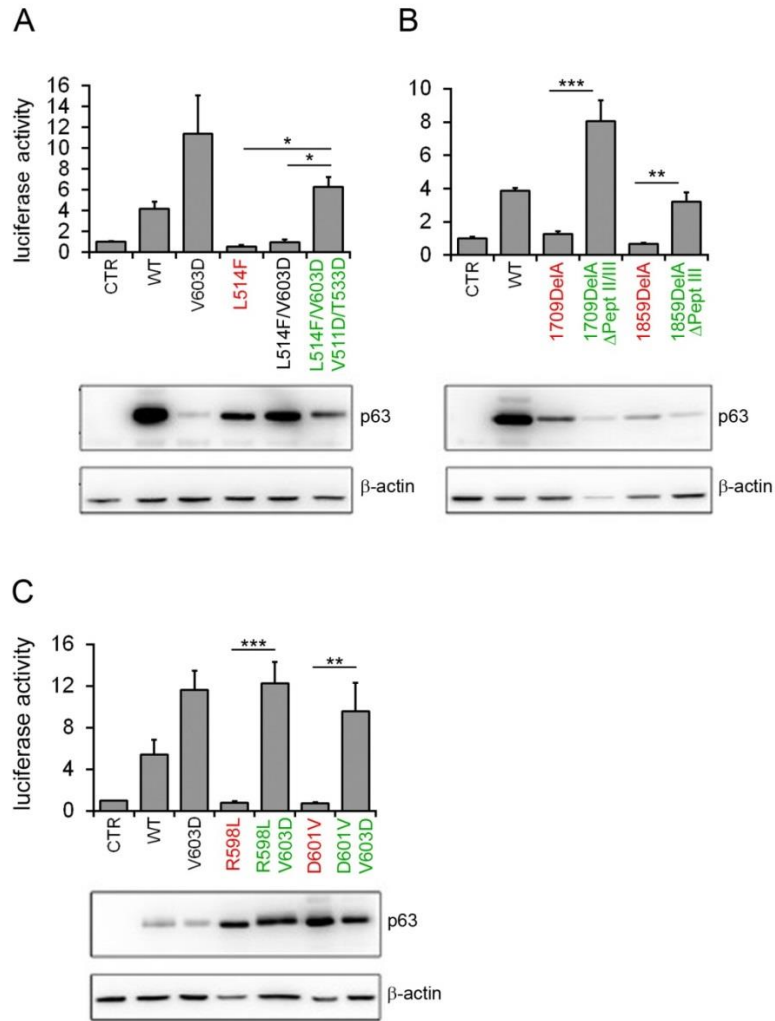 A
luciferase activity
16
14
12
10
8
6
4
2
0
*
*
CTR
WT
V603D
L514F
L514F/V603D
L514F/V603D
V511D/T533D
p63
β-actin
B
10
8
6
4
2
0
***
**
CTR
WT
1709DelA
1709DelA
ΔPept II/III
1859DelA
1859DelA
ΔPept III
p63
β-actin
C
luciferase activity
16
12
8
4
0
***
**
CTR
WT
V603D
R598L
R598L
V603D
D601V
D601V
V603D
p63
β-actin